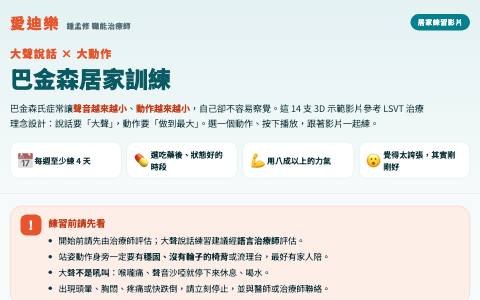 愛迪樂 鍾孟修 職能治療師
居家練習影片
大聲說話 × 大動作
巴金森居家訓練
巴金森氏症常讓聲音越來越小、動作越來越小，自己卻不容易察覺。這 14 支 3D 示範影片參考 LSVT 治療
理念設計：說話要「大聲」，動作要「做到最大」。選一個動作、按下播放，跟著影片一起練。
每週至少練 4 天
選吃藥後、狀態好的
時段
用八成以上的力氣
覺得太誇張，其實剛
剛好
練習前請先看
開始前請先由治療師評估；大聲說話練習建議經語言治療師評估。
站姿動作身旁一定要有穩固、沒有輪子的椅背或流理台，最好有家人陪。
大聲不是吼叫：喉嚨痛、聲音沙啞就停下來休息、喝水。
出現頭暈、胸悶、疼痛或快跌倒，請立刻停止，並與醫師或治療師聯絡。